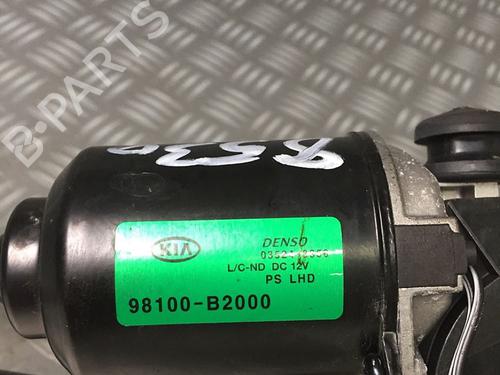 B-PARTS
KIA
DENSO
L/C-ND DC 12V
PS LHD
98100-B2000